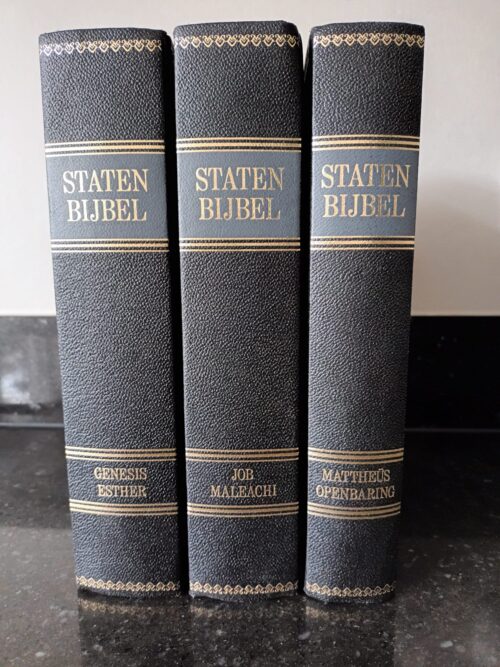 STATEN
BIJBEL
GENESIS
ESTHER
STATEN
BIJBEL
JOB
MALEACHI
STATEN
BIJBEL
MATTHEÜS
OPENBARING